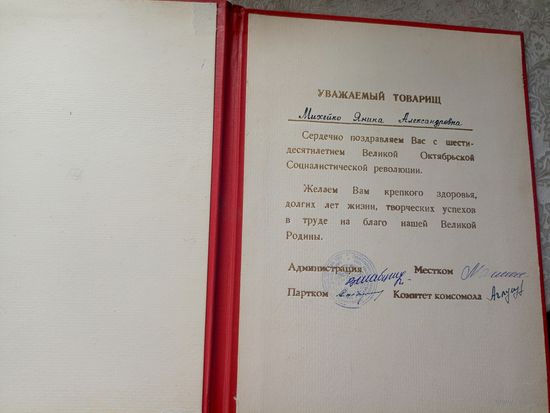 УВАЖАЕМЫЙ ТОВАРИЩ
Михейко Янина Александровна
Сердечно поздравляем Вас с шести-
десятилетием Великой Октябрьской
Социалистической революции.
Желаем Вам крепкого здоровья,
долгих лет жизни, творческих успехов
в труде на благо нашей Великой
Родины.
Администрация Местком
Партком Комитет комсомола